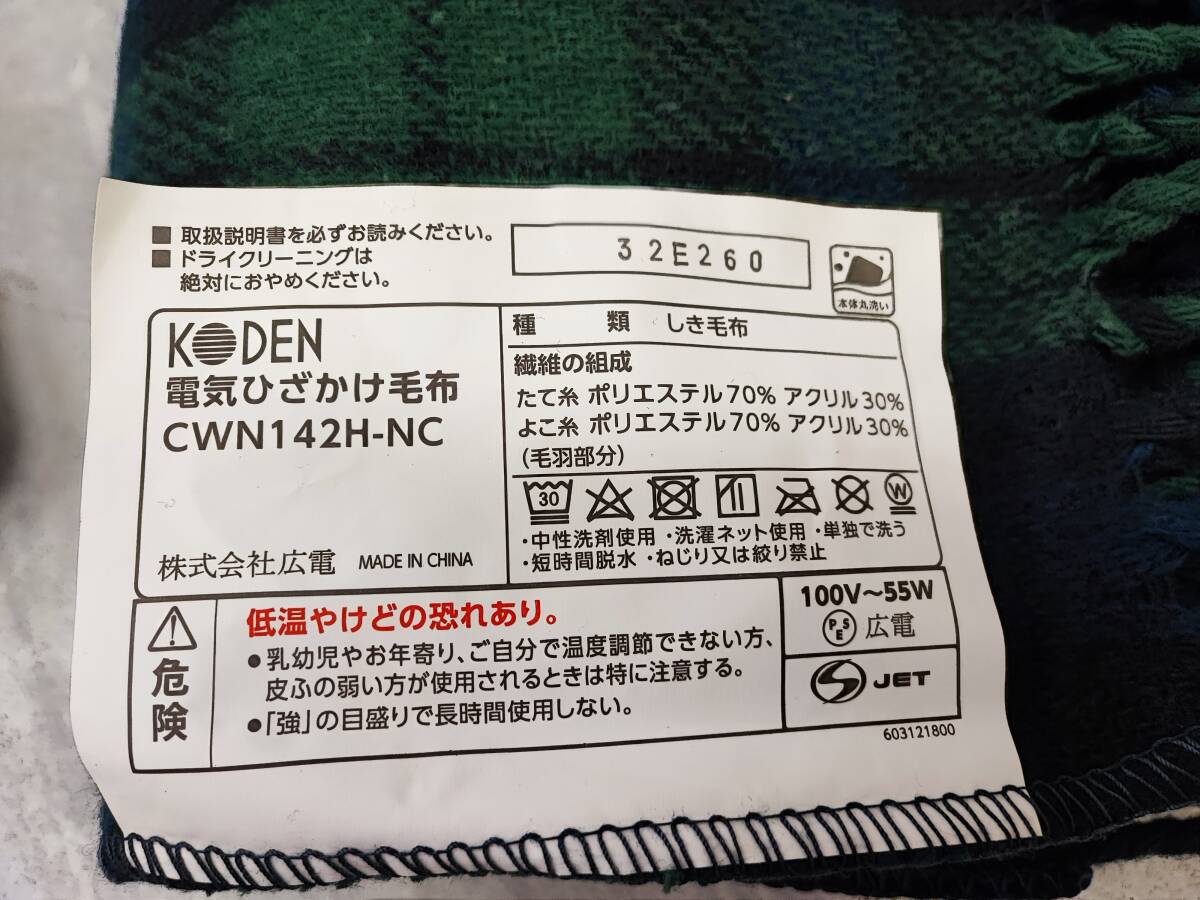 ■ 取扱説明書を必ずお読みください。
■ ドライクリーニングは
絶対におやめください。
32E260
本体丸洗い
KODEN
電気ひざかけ毛布
CWN142H-NC
株式会社広電 MADE IN CHINA
種 類 しき毛布
繊維の組成
たて糸 ポリエステル70% アクリル30%
よこ糸 ポリエステル70% アクリル30%
(毛羽部分)
30
W
・中性洗剤使用 ・洗濯ネット使用 ・単独で洗う
・短時間脱水 ・ねじり又は絞り禁止
危険
低温やけどの恐れあり。
●乳幼児やお年寄り、ご自分で温度調節できない方、
皮ふの弱い方が使用されるときは特に注意する。
●「強」の目盛りで長時間使用しない。
100V～55W
PSE 広電
JET
603121800